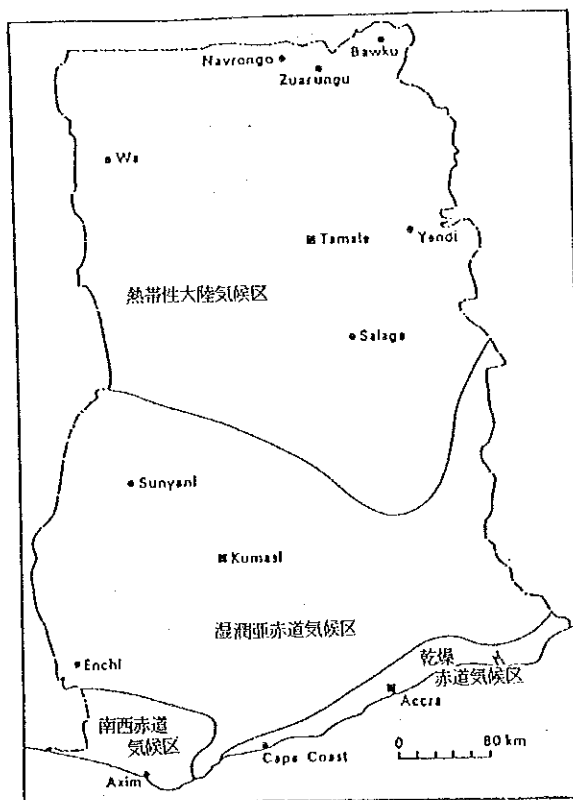 Bawku
Navrongo
Zuarungu
Wa
Tamale
Yendi
熱帯性大陸気候区
Salaga
Sunyani
Kumasi
湿潤亜赤道気候区
Enchi
乾燥
赤道気候区
Accra
南西赤道
気候区
Cape Coast
0 80 km
Axim